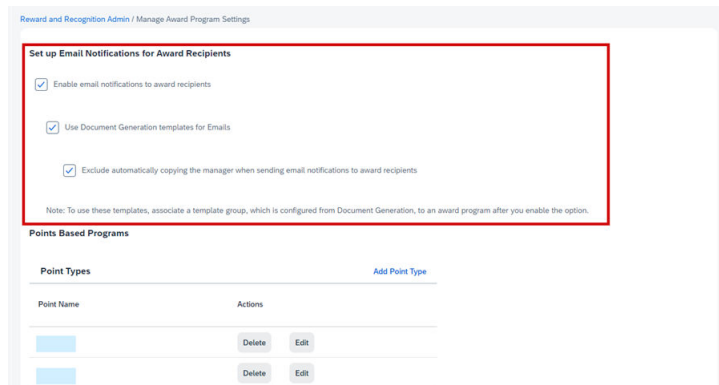 Reward and Recognition Admin / Manage Award Program Settings
Set up Email Notifications for Award Recipients
Enable email notifications to award recipients
Use Document Generation templates for Emails
Exclude automatically copying the manager when sending email notifications to award recipients
Note: To use these templates, associate a template group, which is configured from Document Generation, to an award program after you enable the option.
Points Based Programs
Point Types Add Point Type
Point Name Actions
Delete Edit
Delete Edit